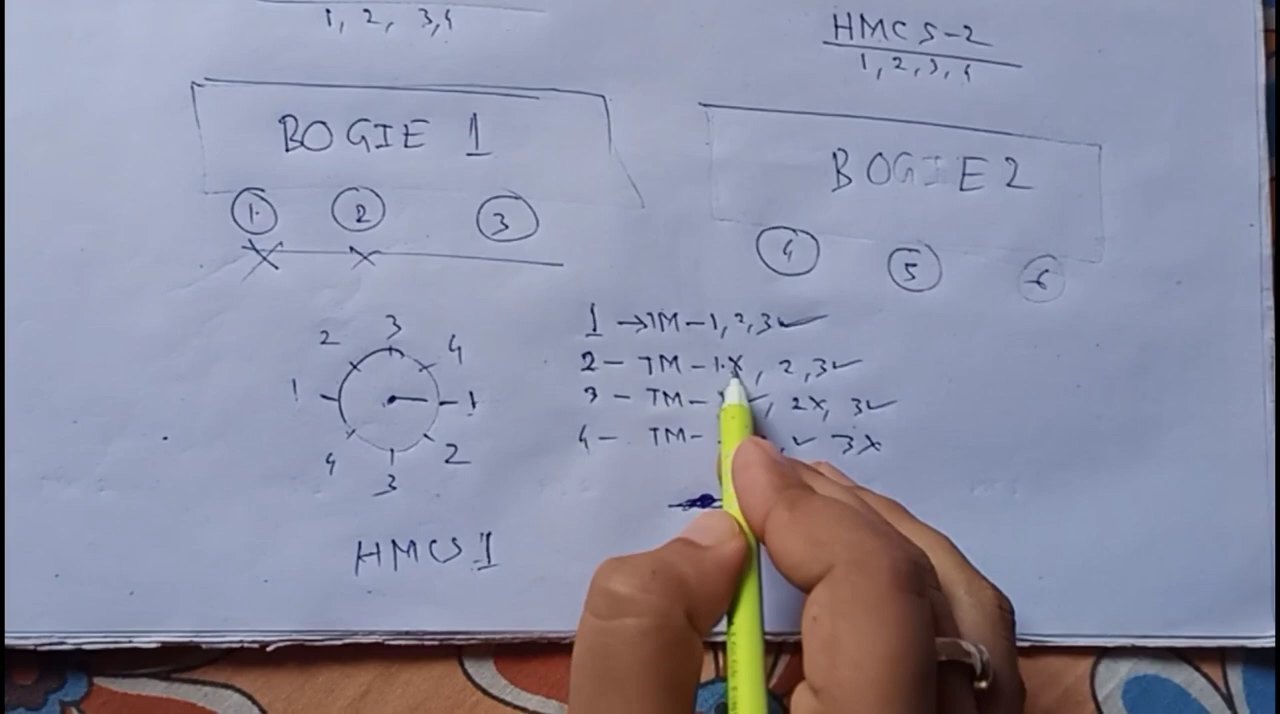 1, 2, 3, 4
HMCS-2
1, 2, 3, 4
BOGIE 1
BOGIE 2
1 2 3
4 5 6
3
2 4
1 1
4 2
3
1 → TM - 1, 2, 3 ✓
2 - TM - 1 X, 2, 3 ✓
3 - TM - ✓, 2X, 3 ✓
4 - TM - , ✓ 3X
HMCS 1